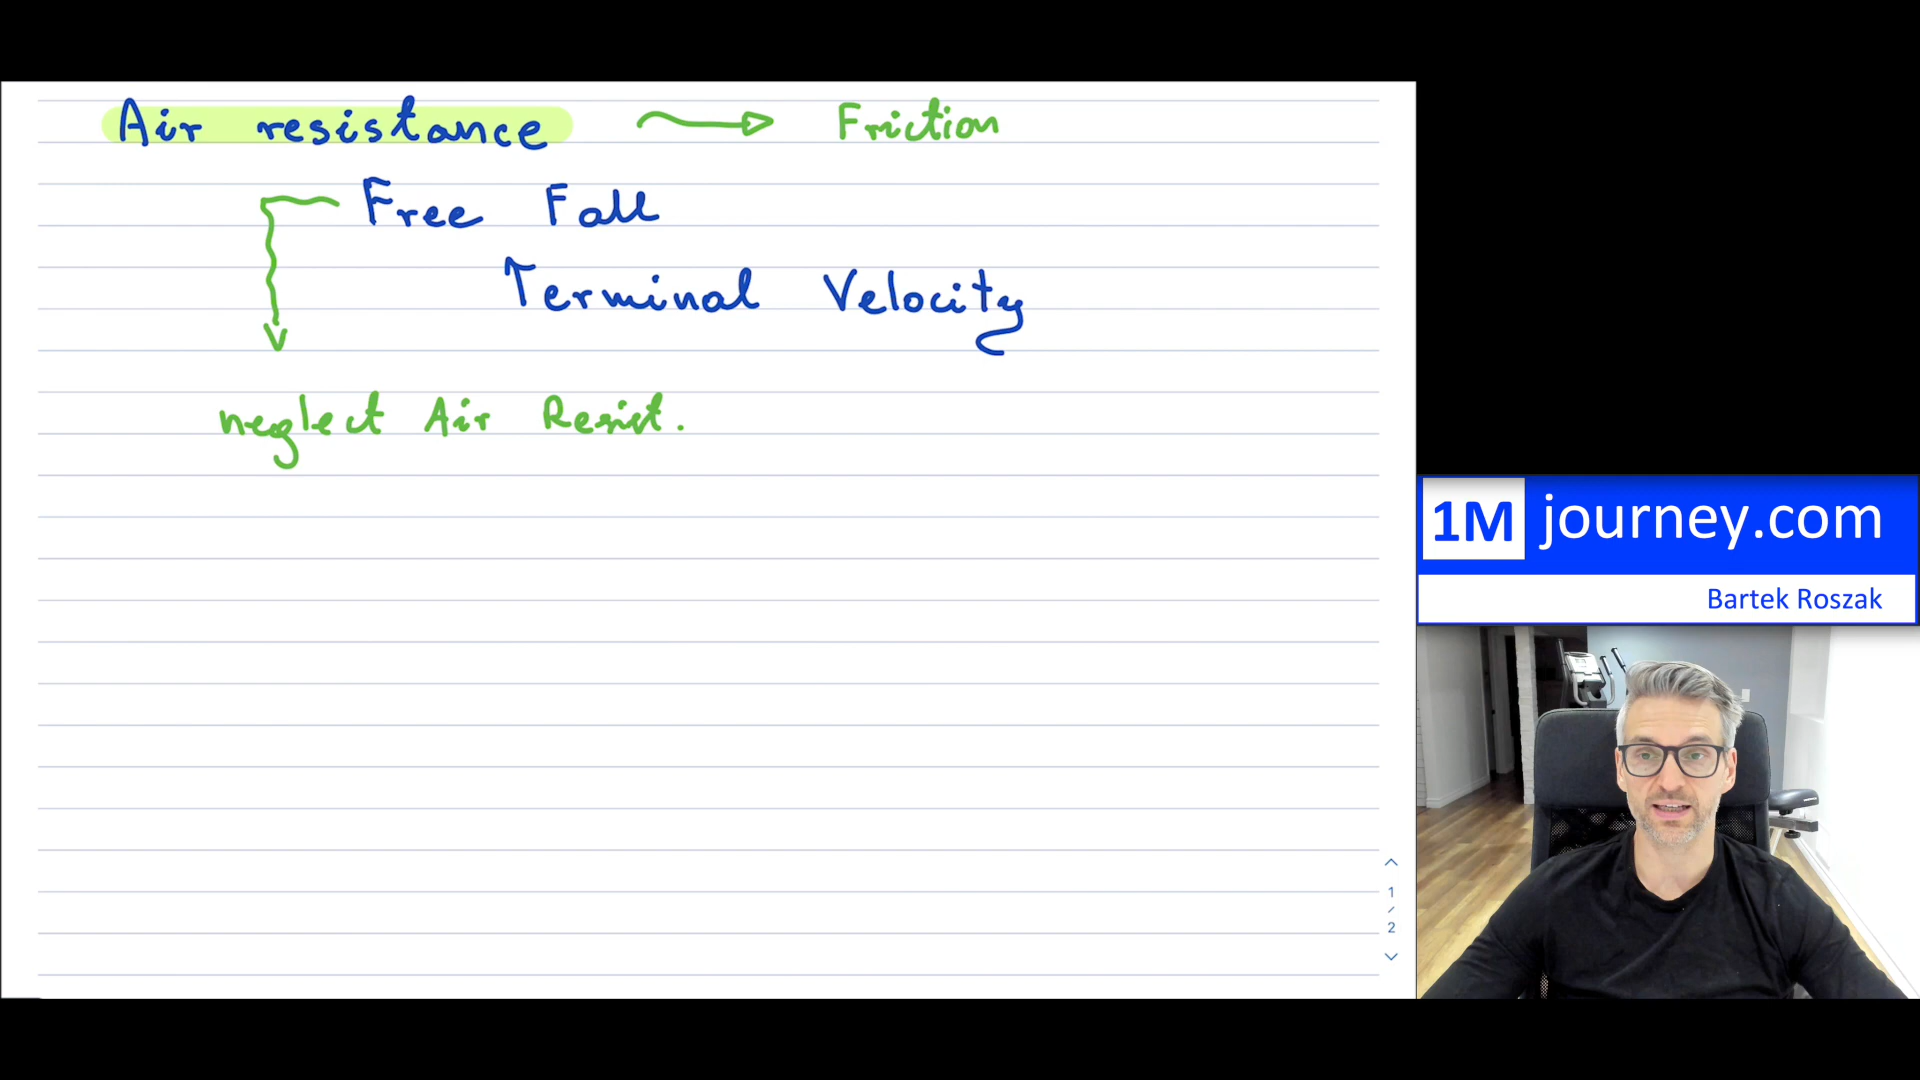 Air resistance Friction
Free Fall
Terminal Velocity
neglect Air Resist.
1M journey.com
Bartek Roszak
1
/
2